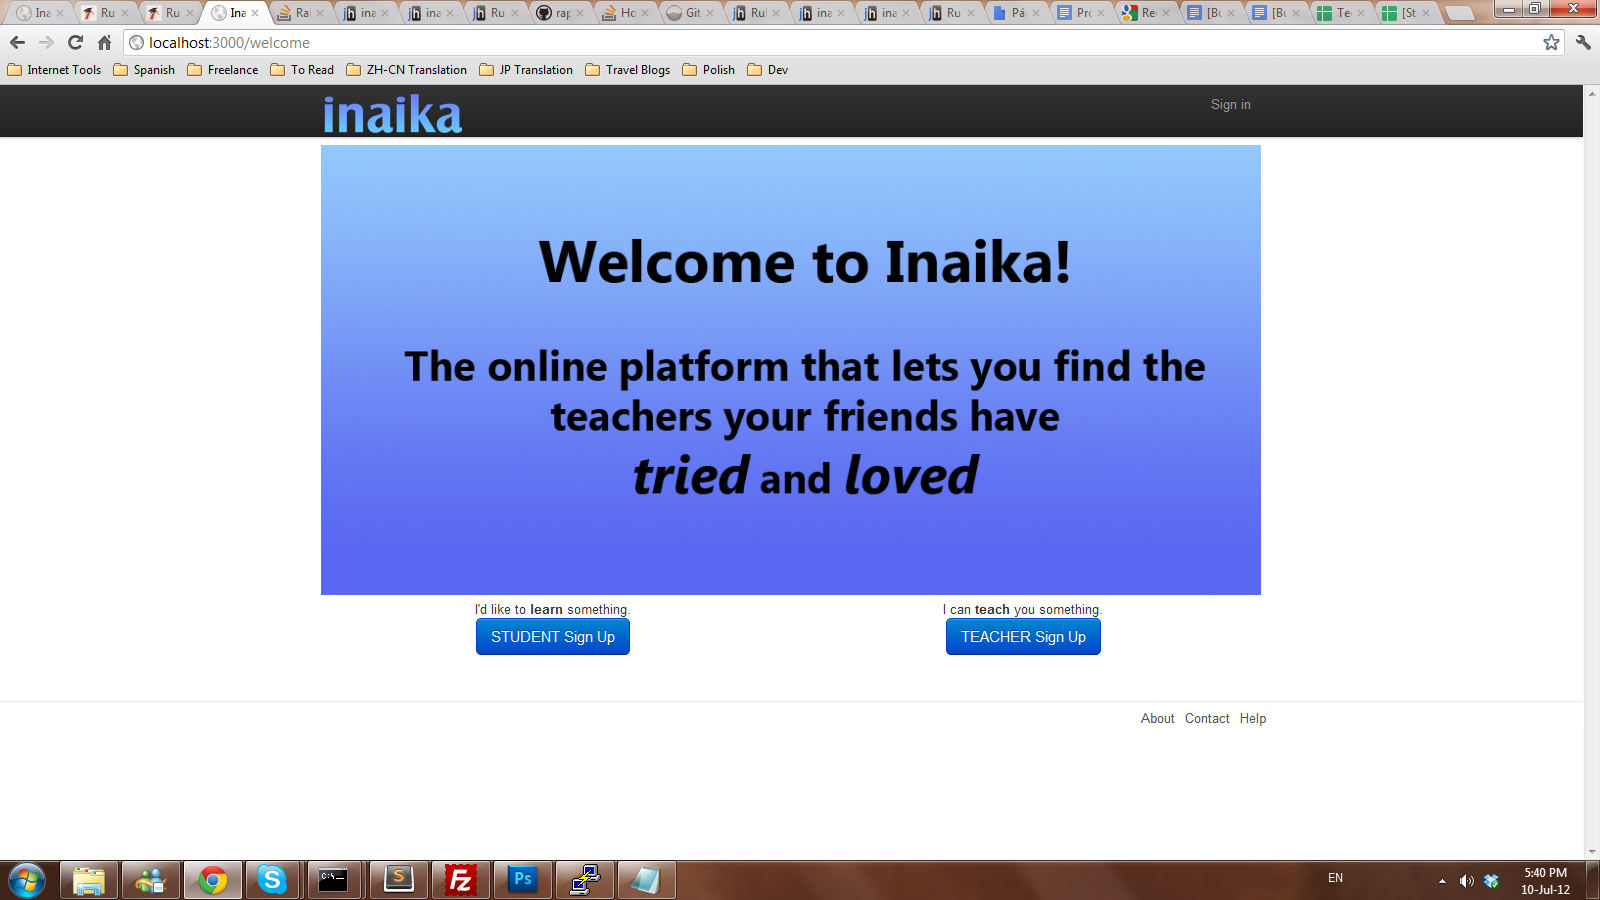 Ina
Ru
Ru
Ina
Rai
ina
ina
Ru
rap
Ho
Git
Rul
ina
ina
Ru
Pá
Pro
Re
[Bu
[Bu
Te
[St
localhost:3000/welcome
Internet Tools
Spanish
Freelance
To Read
ZH-CN Translation
JP Translation
Travel Blogs
Polish
Dev
inaika
Sign in
Welcome to Inaika!
The online platform that lets you find the
teachers your friends have
tried and loved
I'd like to learn something.
I can teach you something.
STUDENT Sign Up
TEACHER Sign Up
About Contact Help
EN
5:40 PM
10-Jul-12